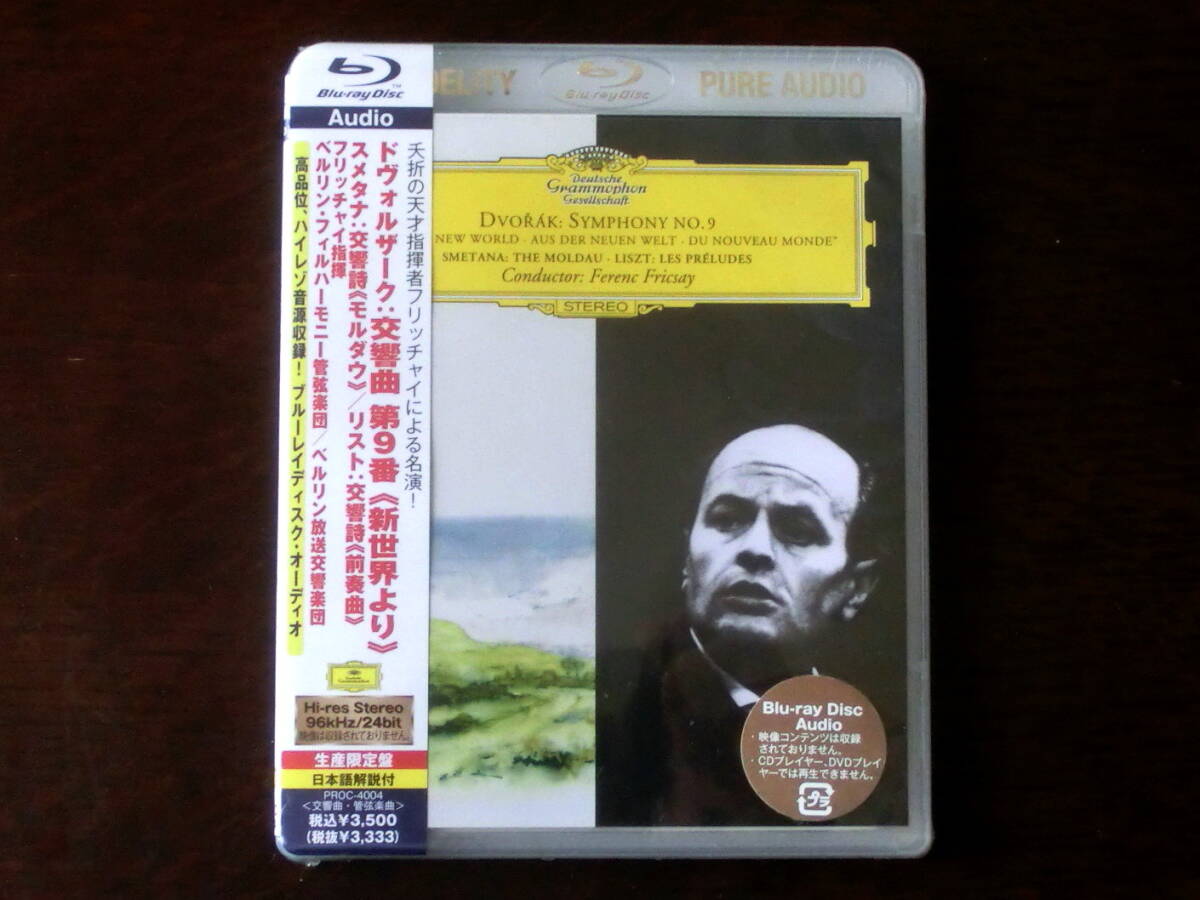 Blu-ray Disc
TM
Audio
夭折の天才指揮者フリッチャイによる名演!
ドヴォルザーク:交響曲 第9番《新世界より》
スメタナ:交響詩《モルダウ》/リスト:交響詩《前奏曲》
フリッチャイ指揮
ベルリン・フィルハーモニー管弦楽団/ベルリン放送交響楽団
高品位、ハイレゾ音源収録! ブルーレイディスク・オーディオ
Deutsche
Grammophon
Hi-res Stereo
96kHz/24bit
映像は収録されておりません。
生産限定盤
日本語解説付
PROC-4004
<交響曲・管弦楽曲>
税込¥3,500
(税抜¥3,333)
DELITY
Blu-ray Disc
PURE AUDIO
Deutsche
Grammophon
Gesellschaft
DVOŘÁK: SYMPHONY NO. 9
NEW WORLD · AUS DER NEUEN WELT · DU NOUVEAU MONDE"
SMETANA: THE MOLDAU · LISZT: LES PRÉLUDES
Conductor: Ferenc Fricsay
STEREO
Blu-ray Disc
Audio
・映像コンテンツは収録
されておりません。
・CDプレイヤー、DVDプレイ
ヤーでは再生できません。
プラ